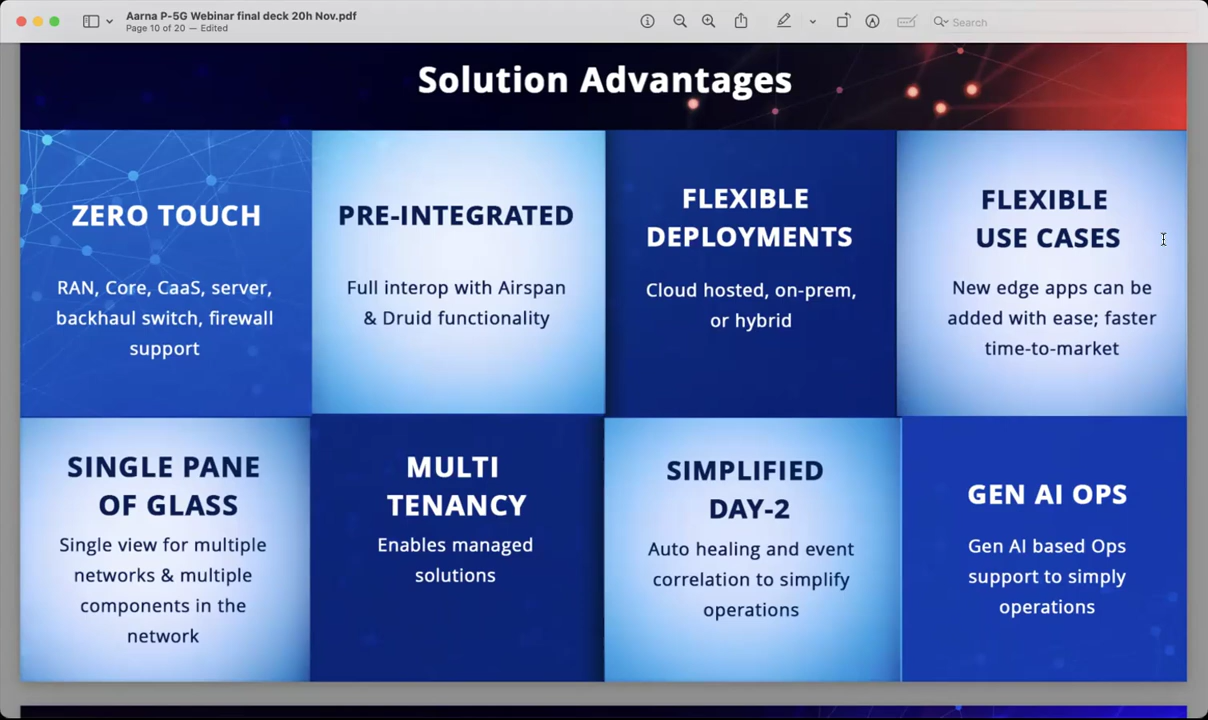 Aarna P-5G Webinar final deck 20h Nov.pdf
Page 10 of 20 — Edited
Search
Solution Advantages
ZERO TOUCH
RAN, Core, CaaS, server,
backhaul switch, firewall
support
PRE-INTEGRATED
Full interop with Airspan
& Druid functionality
FLEXIBLE
DEPLOYMENTS
Cloud hosted, on-prem,
or hybrid
FLEXIBLE
USE CASES
New edge apps can be
added with ease; faster
time-to-market
SINGLE PANE
OF GLASS
Single view for multiple
networks & multiple
components in the
network
MULTI
TENANCY
Enables managed
solutions
SIMPLIFIED
DAY-2
Auto healing and event
correlation to simplify
operations
GEN AI OPS
Gen AI based Ops
support to simply
operations